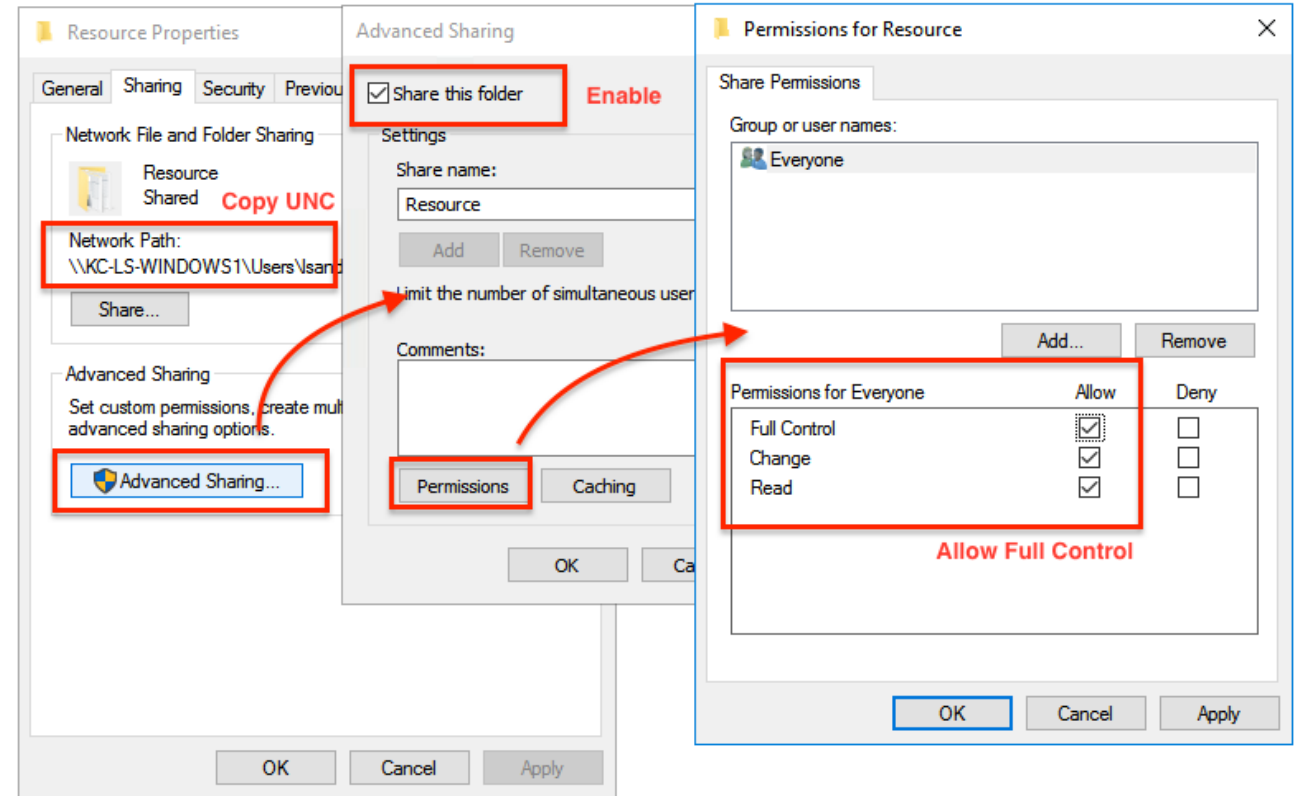 Resource Properties
General Sharing Security Previou
Network File and Folder Sharing
Resource
Shared
Copy UNC
Network Path:
\\KC-LS-WINDOWS1\Users\lsand
Share...
Advanced Sharing
Set custom permissions, create mul
advanced sharing options.
Advanced Sharing...
OK Cancel Apply
Advanced Sharing
Share this folder
Enable
Settings
Share name:
Resource
Add Remove
Limit the number of simultaneous user
Comments:
Permissions Caching
OK Ca
Permissions for Resource
Share Permissions
Group or user names:
Everyone
Add... Remove
Permissions for Everyone Allow Deny
Full Control
Change
Read
Allow Full Control
OK Cancel Apply